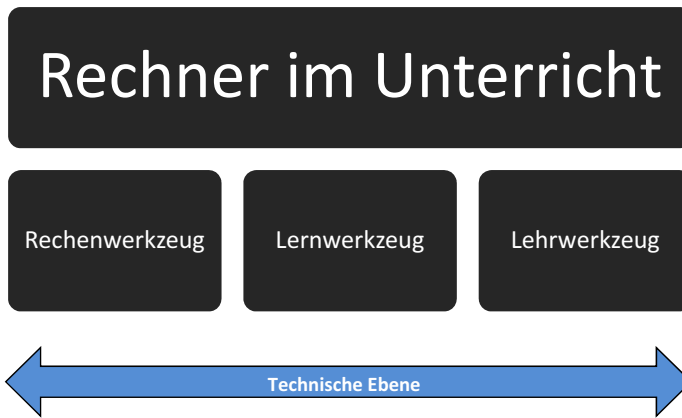 Rechner im Unterricht
Rechenwerkzeug
Lernwerkzeug
Lehrwerkzeug
Technische Ebene